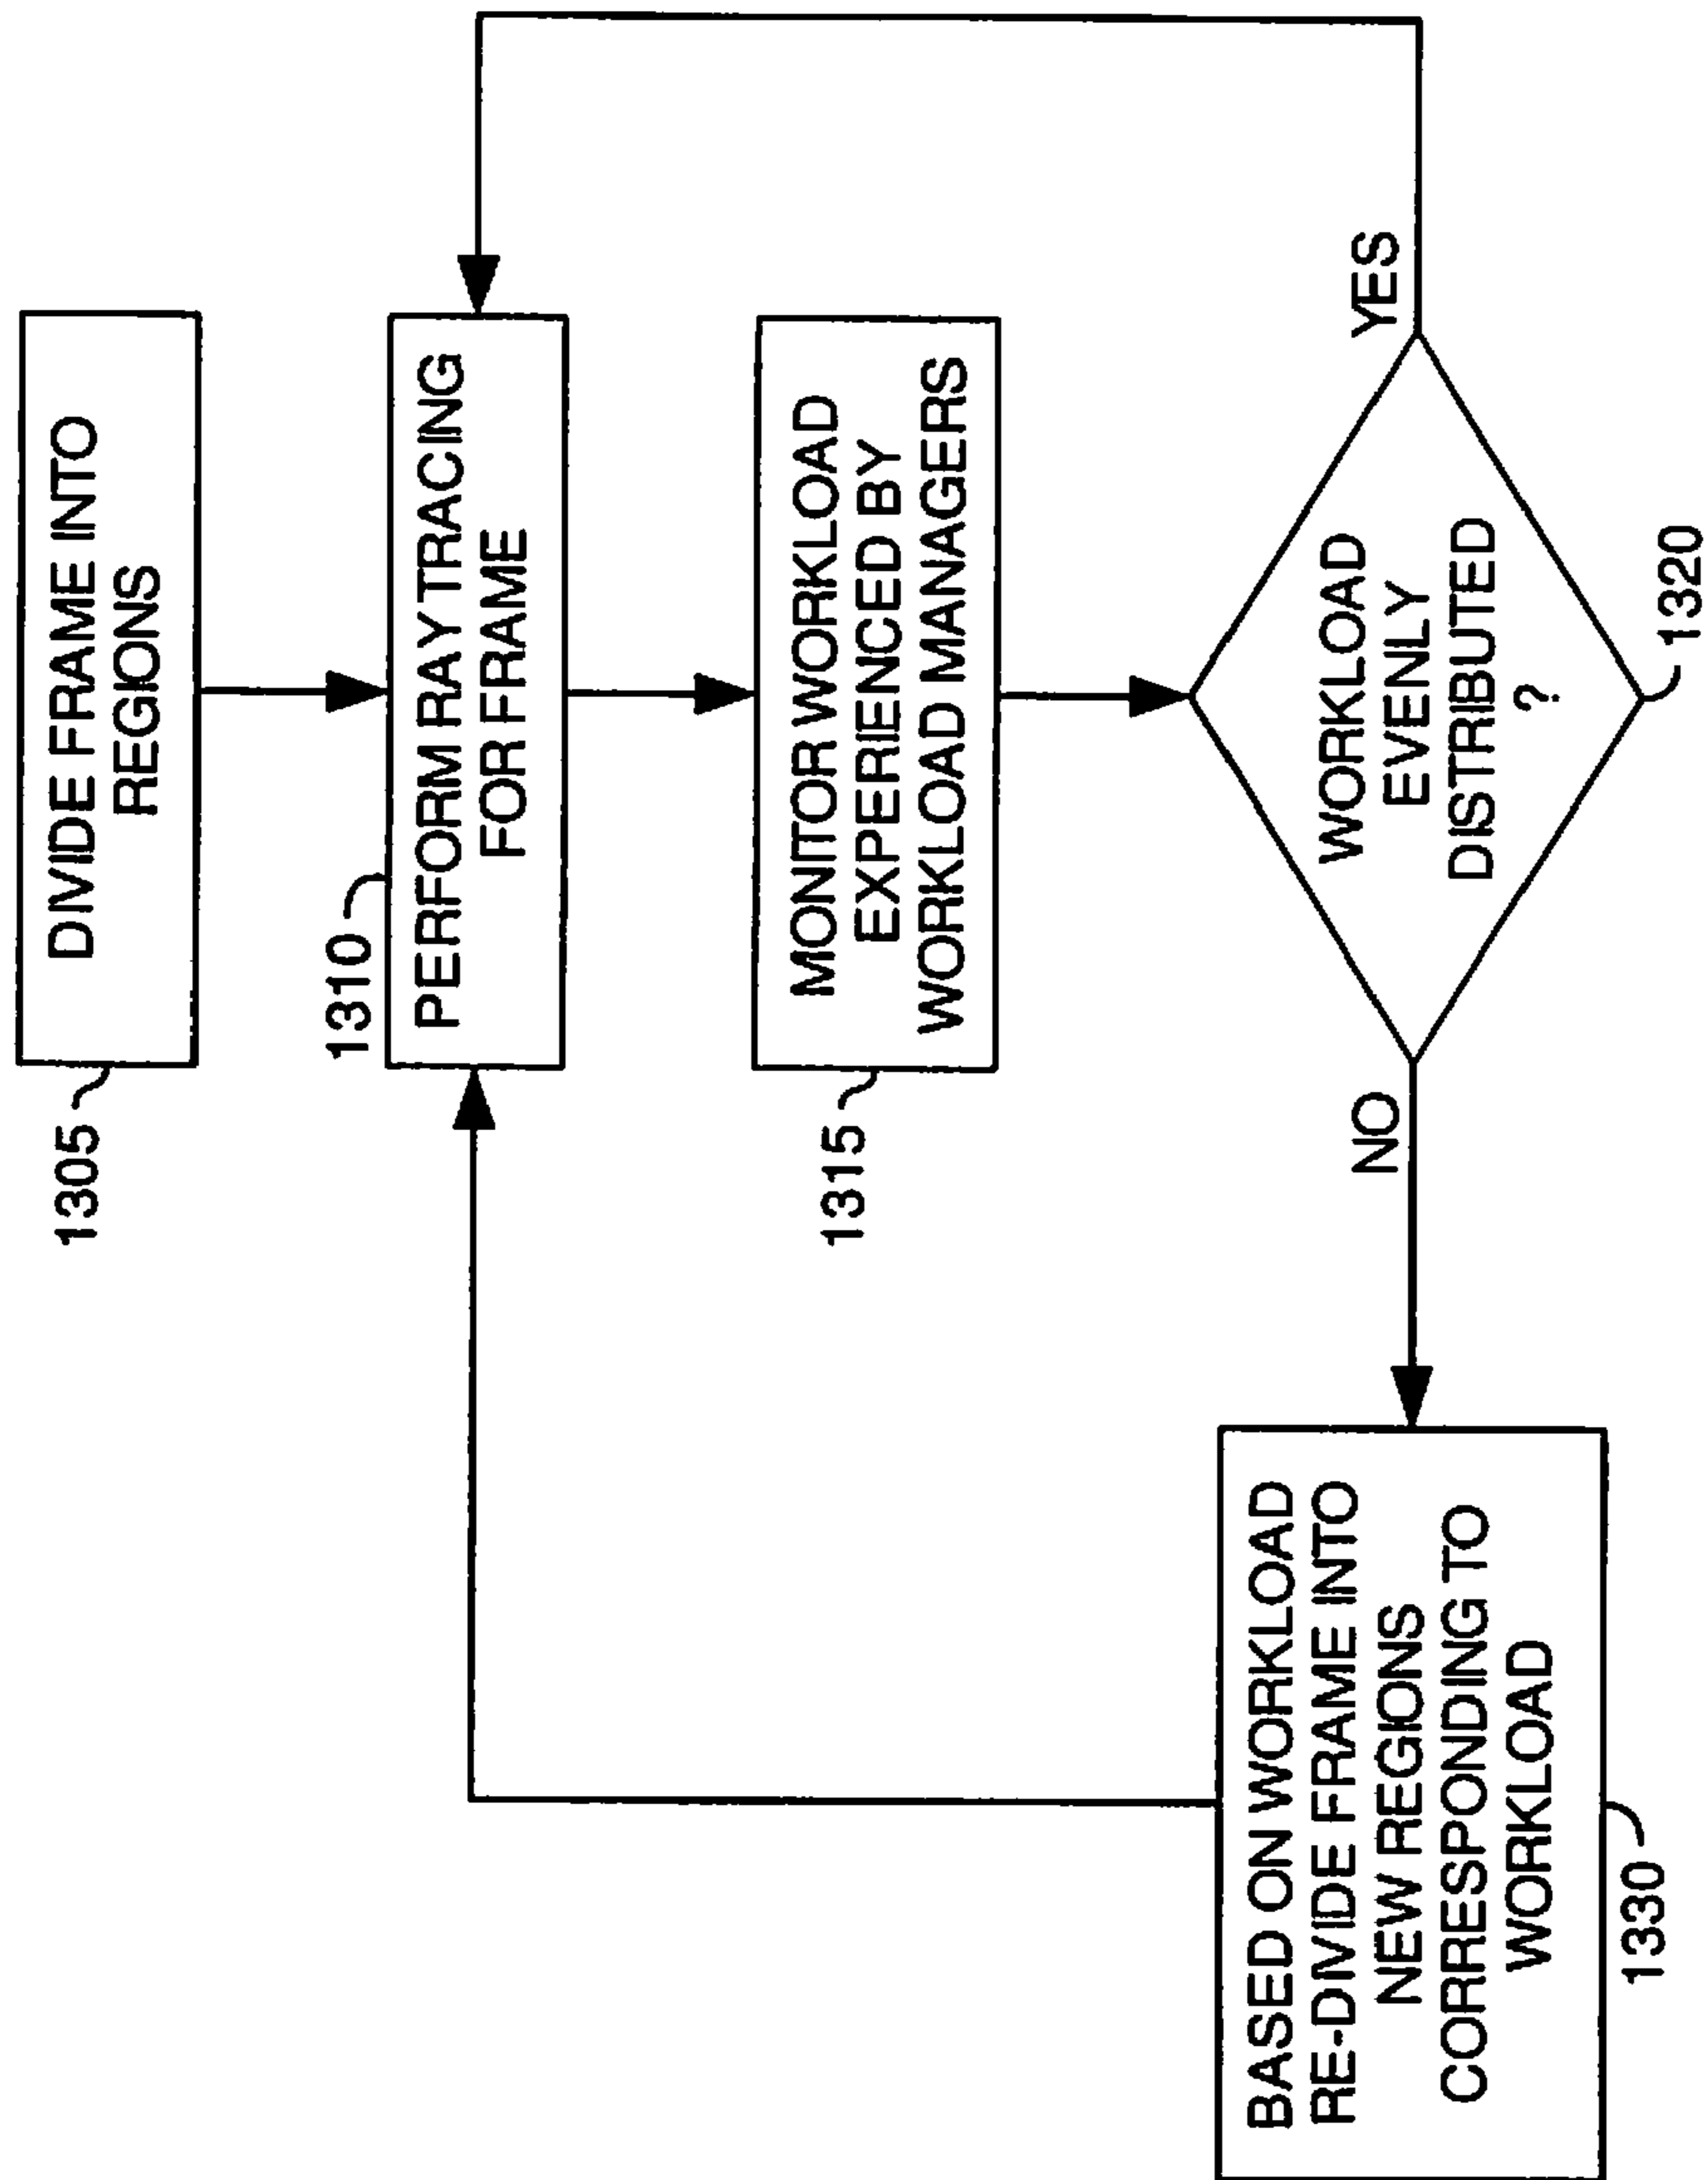 DIVIDE FRAME INTO
REGIONS
1305
1310
PERFORM RAY TRACING
FOR FRAME
MONITOR WORKLOAD
EXPERIENCED BY
WORKLOAD MANAGERS
1315
WORKLOAD
EVENLY
DISTRIBUTED
?
1320
YES
NO
BASED ON WORKLOAD
RE-DIVIDE FRAME INTO
NEW REGIONS
CORRESPONDING TO
WORKLOAD
1330